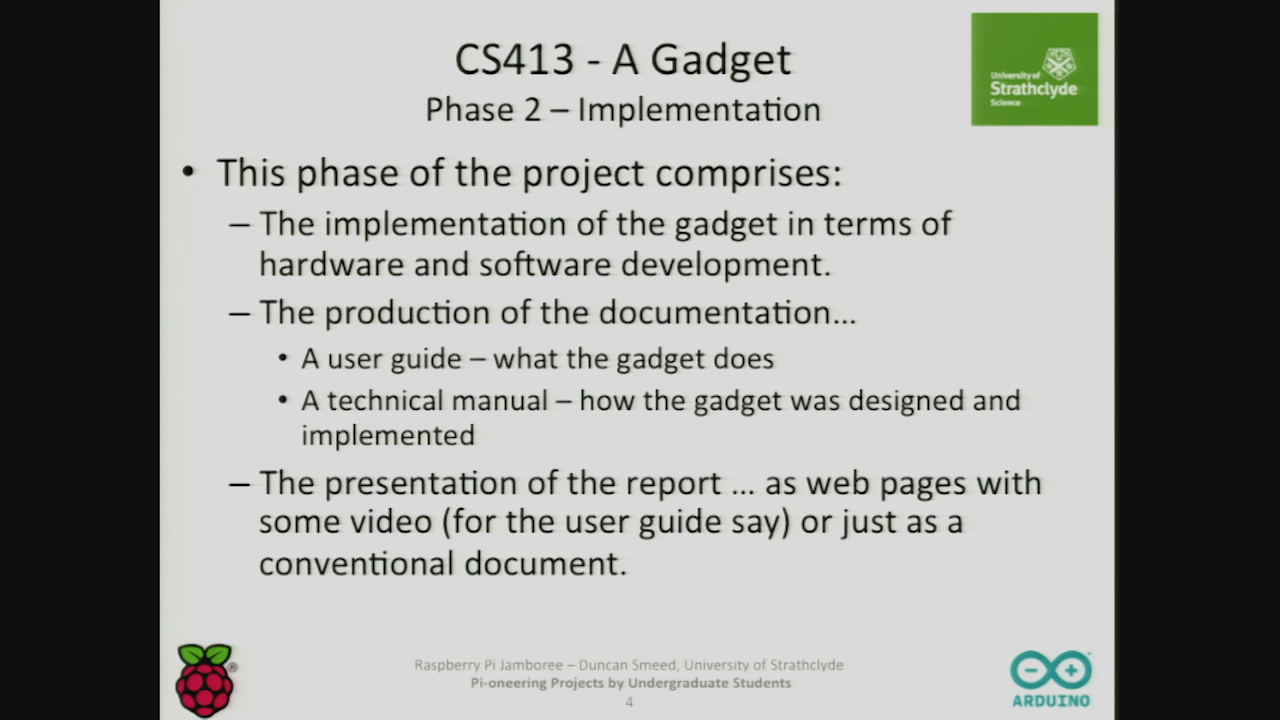 CS413 - A Gadget
Phase 2 – Implementation
University of
Strathclyde
Science
• This phase of the project comprises:
– The implementation of the gadget in terms of
hardware and software development.
– The production of the documentation…
• A user guide – what the gadget does
• A technical manual – how the gadget was designed and
implemented
– The presentation of the report … as web pages with
some video (for the user guide say) or just as a
conventional document.
Raspberry Pi Jamboree – Duncan Smeed, University of Strathclyde
Pi-oneering Projects by Undergraduate Students
4
ARDUINO